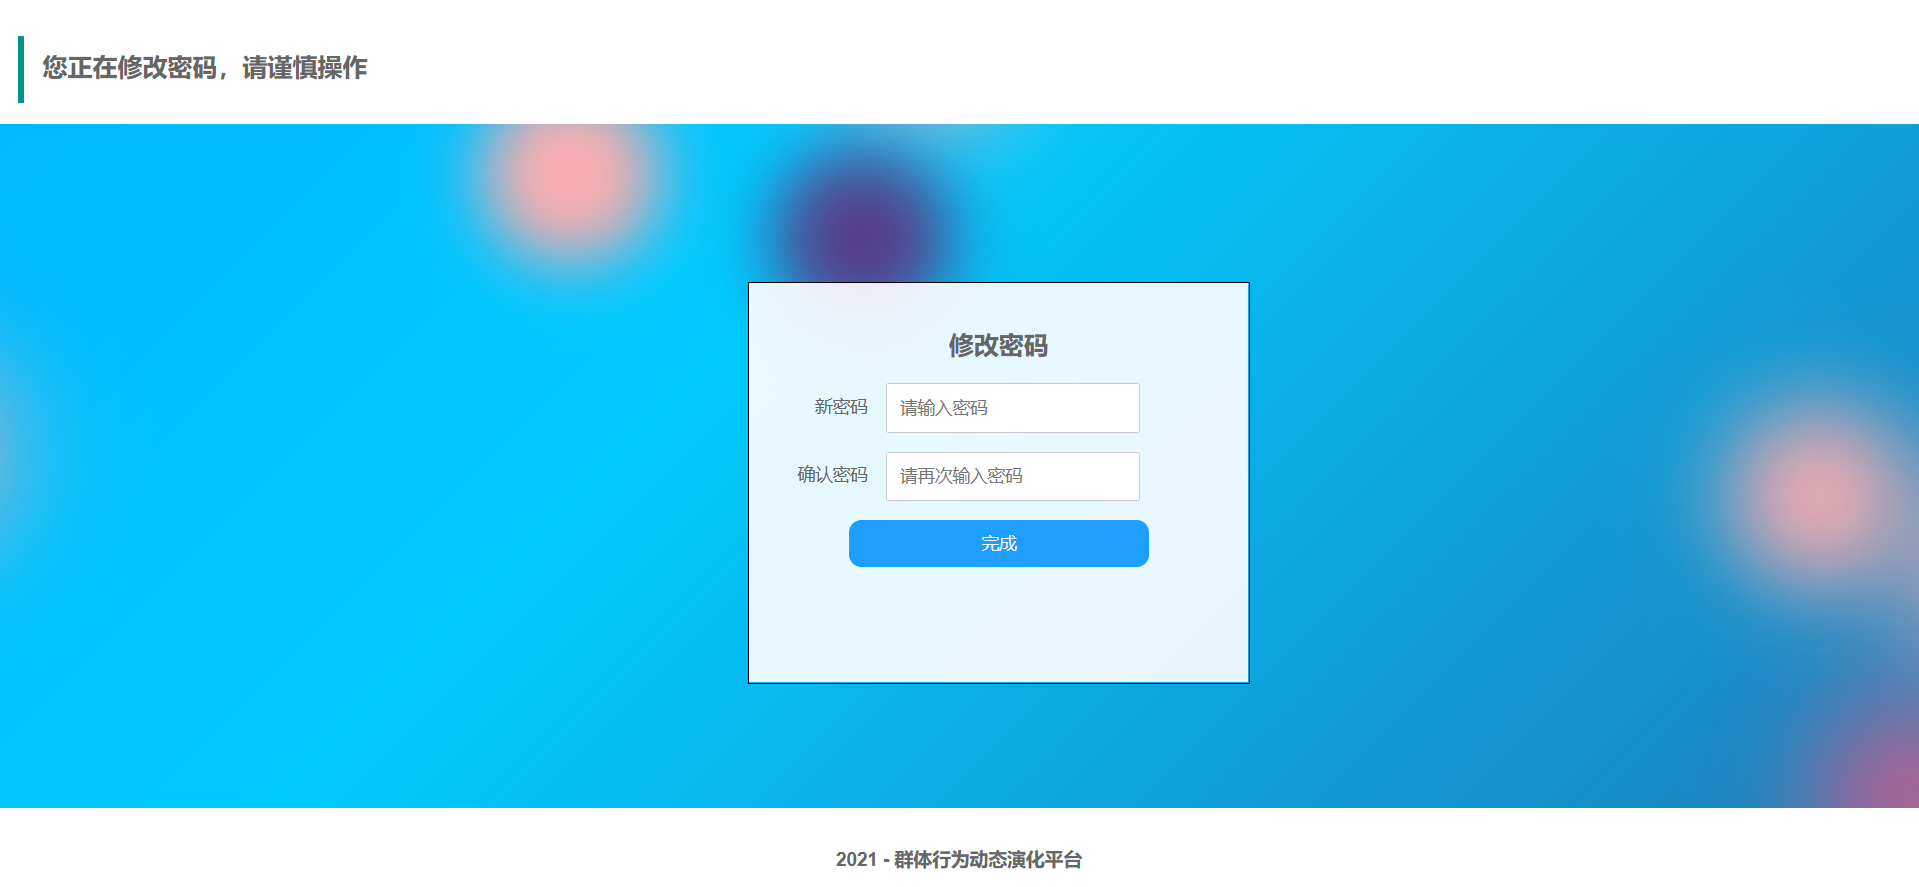 您正在修改密码，请谨慎操作
修改密码
新密码 请输入密码
确认密码 请再次输入密码
完成
2021 - 群体行为动态演化平台